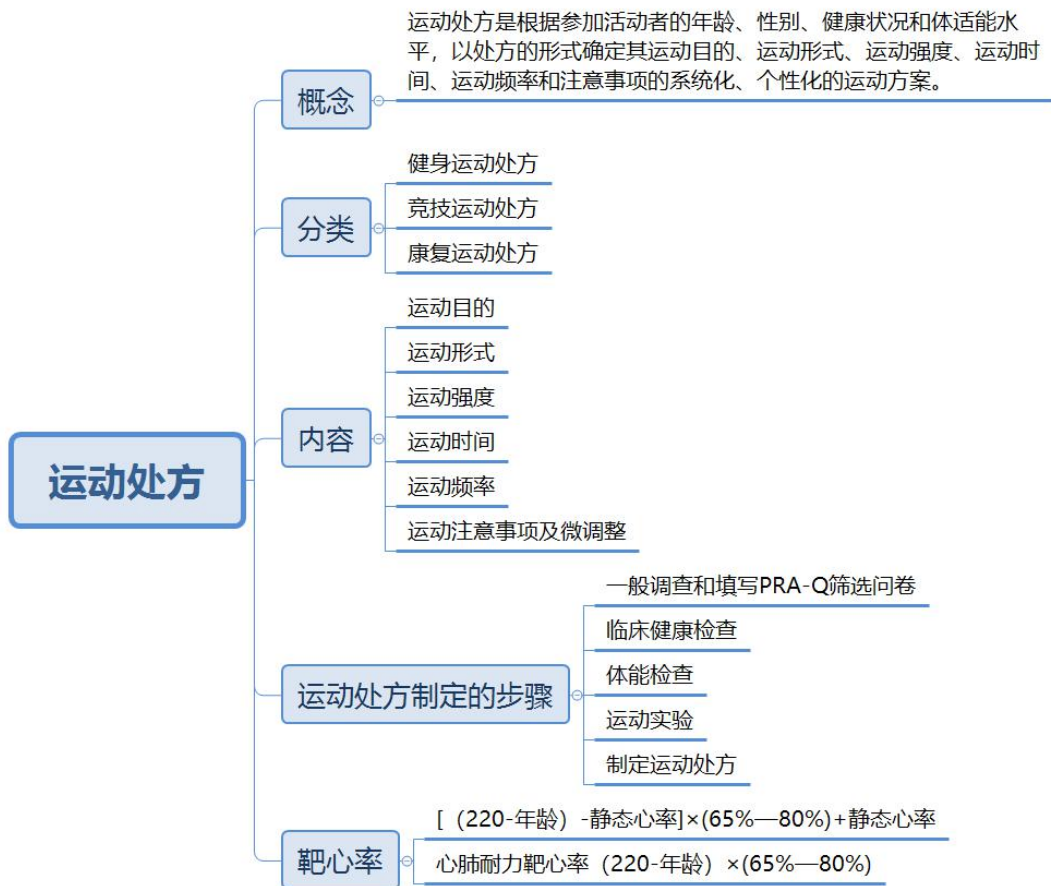 运动处方是根据参加活动者的年龄、性别、健康状况和体适能水
平，以处方的形式确定其运动目的、运动形式、运动强度、运动时
间、运动频率和注意事项的系统化、个性化的运动方案。
概念
健身运动处方
竞技运动处方
康复运动处方
分类
运动目的
运动形式
运动强度
运动时间
运动频率
运动注意事项及微调整
内容
运动处方
一般调查和填写PRA-Q筛选问卷
临床健康检查
体能检查
运动实验
制定运动处方
运动处方制定的步骤
[（220-年龄）-静态心率]×(65%—80%)+静态心率
心肺耐力靶心率（220-年龄）×(65%—80%)
靶心率